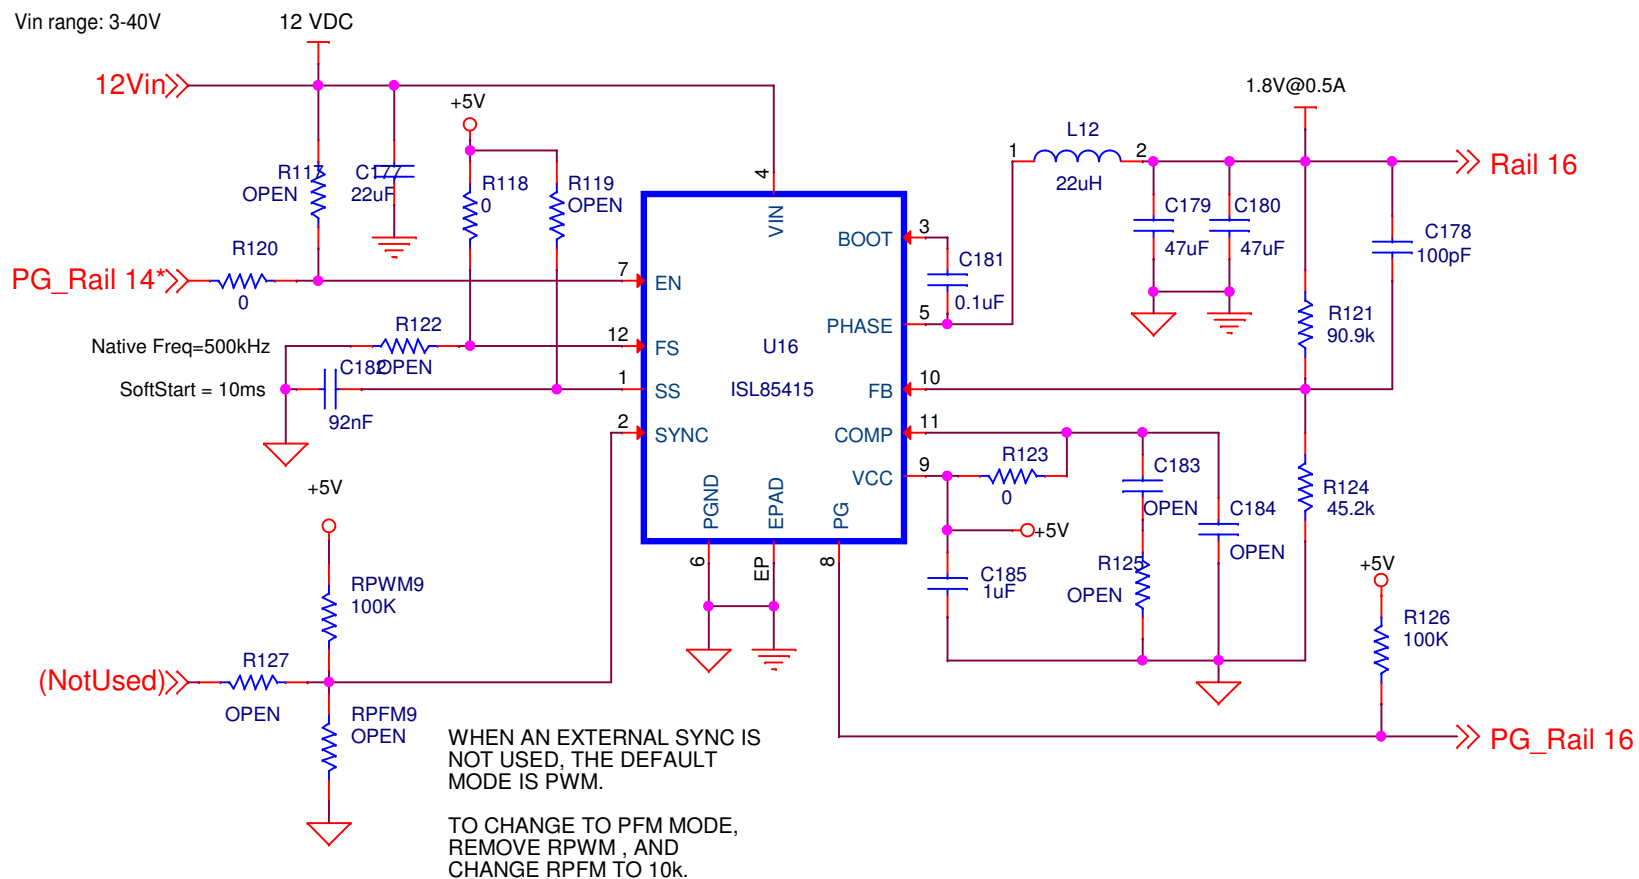 Vin range: 3-40V
12 VDC
12Vin
+5V
1.8V@0.5A
L12
1
2
22uH
Rail 16
R117
OPEN
C177
22uF
R118
0
R119
OPEN
4
VIN
BOOT
3
C179
47uF
C180
47uF
C178
100pF
R120
PG_Rail 14*
0
7
EN
C181
0.1uF
PHASE
5
R121
90.9k
R122
OPEN
Native Freq=500kHz
12
FS
U16
C182
SoftStart = 10ms
92nF
1
SS
ISL85415
FB
10
2
SYNC
COMP
11
VCC
9
R123
0
C183
OPEN
C184
OPEN
R124
45.2k
+5V
PGND
EPAD
PG
6
EP
8
+5V
C185
1uF
R125
OPEN
+5V
R126
100K
RPWM9
100K
R127
(NotUsed)
OPEN
RPFM9
OPEN
PG_Rail 16
WHEN AN EXTERNAL SYNC IS
NOT USED, THE DEFAULT
MODE IS PWM.
TO CHANGE TO PFM MODE,
REMOVE RPWM , AND
CHANGE RPFM TO 10k.